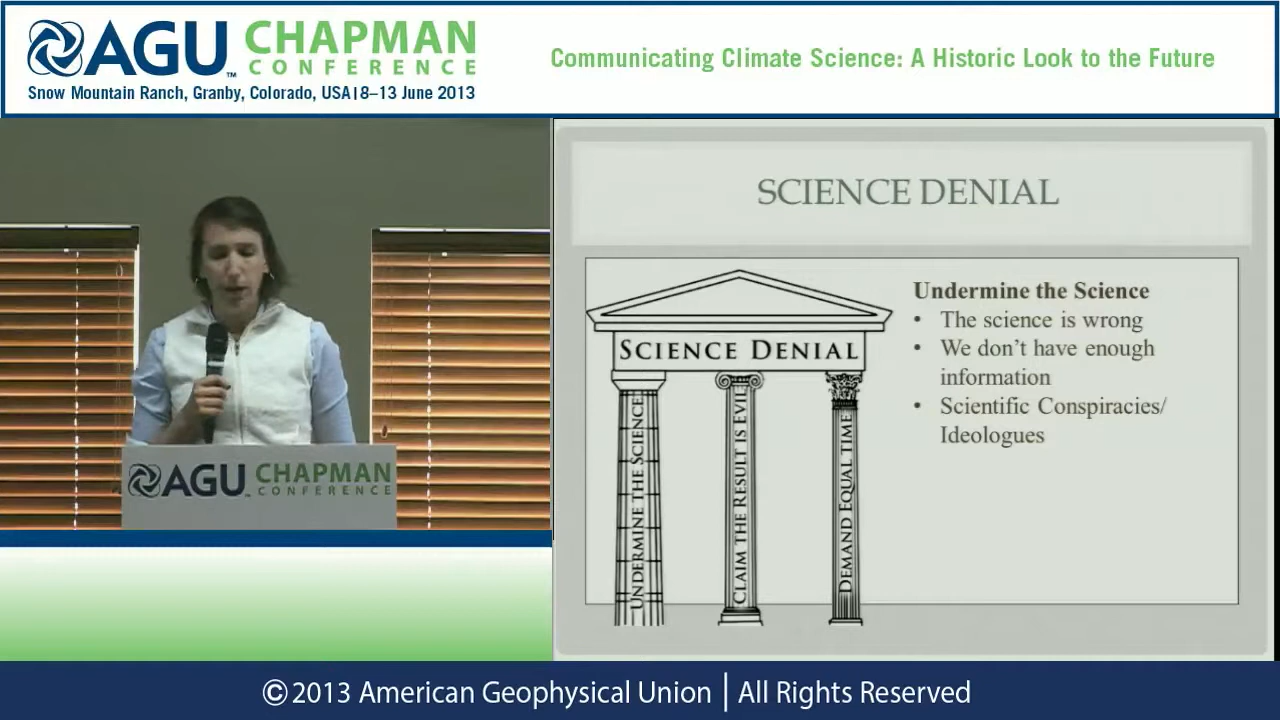 AGU™ CHAPMAN
CONFERENCE
Snow Mountain Ranch, Granby, Colorado, USA|8–13 June 2013
Communicating Climate Science: A Historic Look to the Future
AGU CHAPMAN
CONFERENCE
SCIENCE DENIAL
SCIENCE DENIAL
UNDERMINE THE SCIENCE
CLAIM THE RESULT IS EVIL
DEMAND EQUAL TIME
Undermine the Science
• The science is wrong
• We don’t have enough
information
• Scientific Conspiracies/
Ideologues
©2013 American Geophysical Union | All Rights Reserved